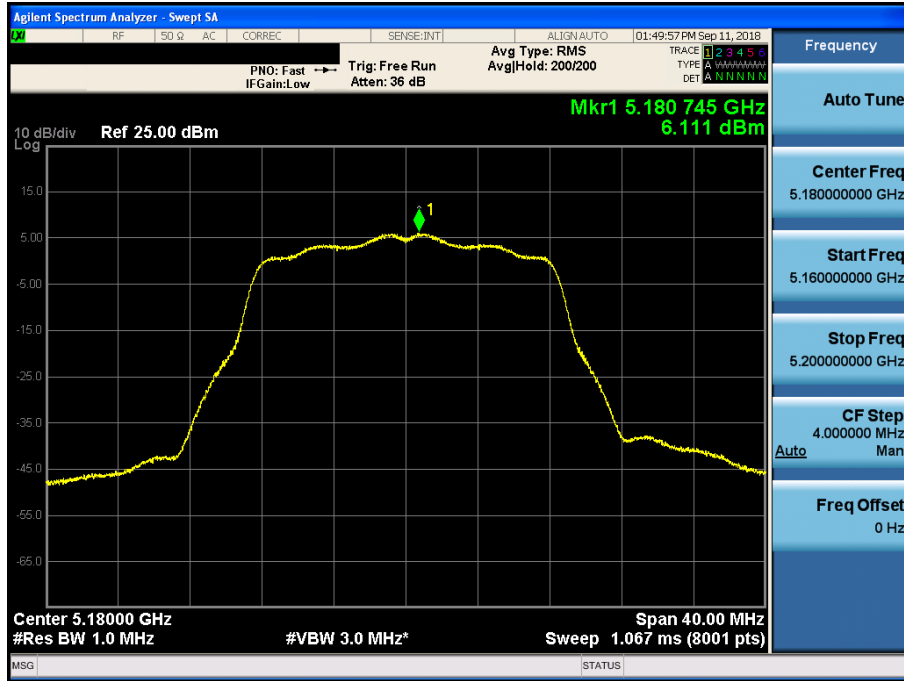 Agilent Spectrum Analyzer - Swept SA
LXI RF 50 Ω AC CORREC SENSE:INT ALIGN AUTO 01:49:57 PM Sep 11, 2018
PNO: Fast
IFGain:Low
Trig: Free Run
Atten: 36 dB
Avg Type: RMS
Avg|Hold: 200/200
TRACE 1 2 3 4 5 6
TYPE A WWWWW
DET A N N N N N
Mkr1 5.180 745 GHz
6.111 dBm
10 dB/div
Log
Ref 25.00 dBm
15.0
5.00
-5.00
-15.0
-25.0
-35.0
-45.0
-55.0
-65.0
1
Center 5.18000 GHz
Span 40.00 MHz
#Res BW 1.0 MHz
#VBW 3.0 MHz*
Sweep 1.067 ms (8001 pts)
MSG
STATUS
Frequency
Auto Tune
Center Freq
5.180000000 GHz
Start Freq
5.160000000 GHz
Stop Freq
5.200000000 GHz
CF Step
4.000000 MHz
Auto Man
Freq Offset
0 Hz